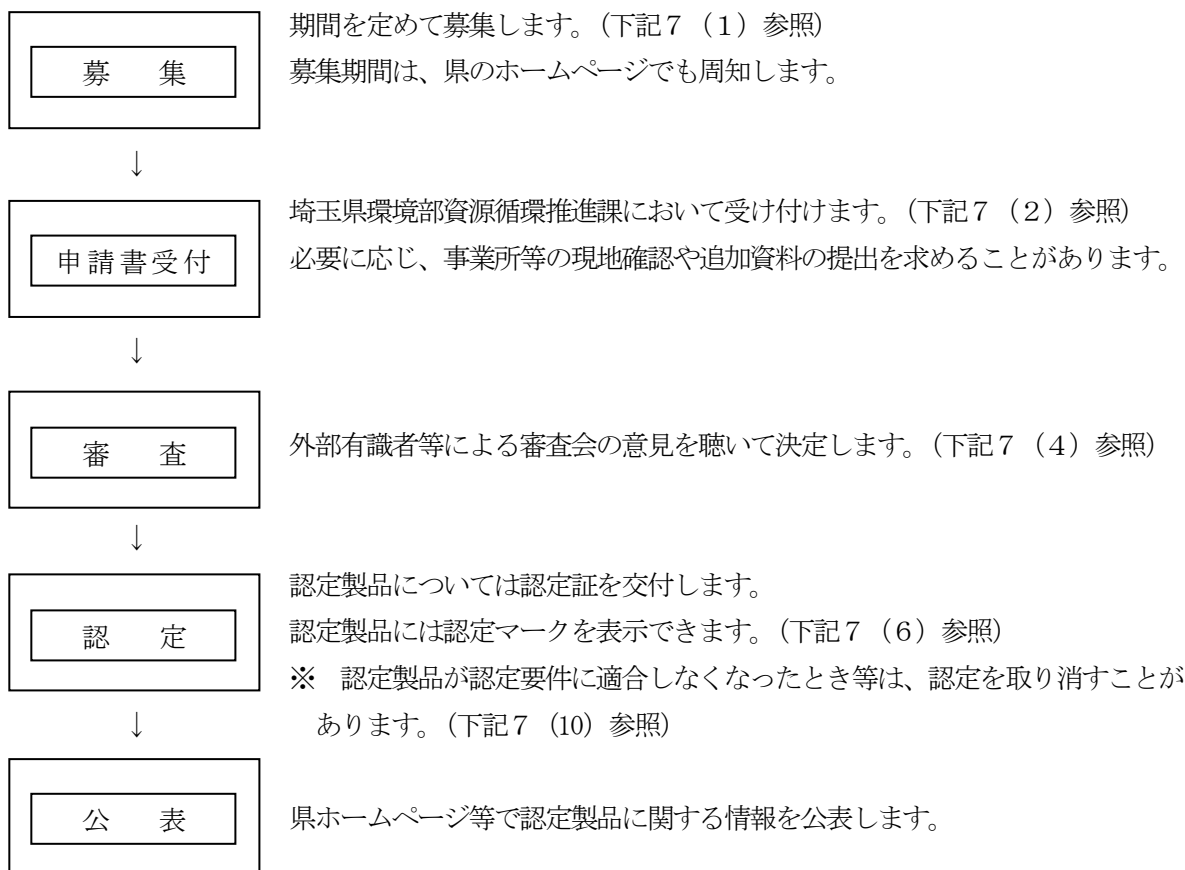 募　集
期間を定めて募集します。（下記７（１）参照）
募集期間は、県のホームページでも周知します。
↓
申請書受付
埼玉県環境部資源循環推進課において受け付けます。（下記７（２）参照）
必要に応じ、事業所等の現地確認や追加資料の提出を求めることがあります。
↓
審　査
外部有識者等による審査会の意見を聴いて決定します。（下記７（４）参照）
↓
認　定
認定製品については認定証を交付します。
認定製品には認定マークを表示できます。（下記７（６）参照）
※　認定製品が認定要件に適合しなくなったとき等は、認定を取り消すことが
あります。（下記７（10）参照）
↓
公　表
県ホームページ等で認定製品に関する情報を公表します。